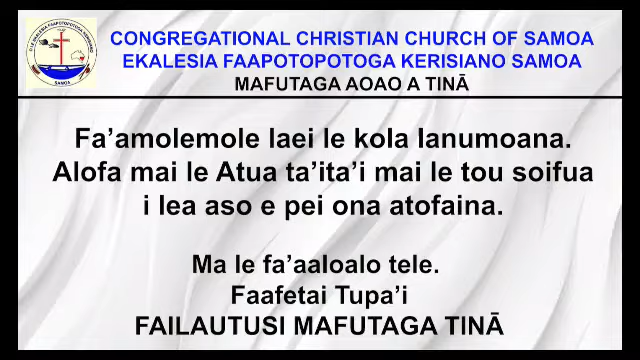 CONGREGATIONAL CHRISTIAN CHURCH OF SAMOA
EKALESIA FAAPOTOPOTOGA KERISIANO SAMOA
MAFUTAGA AOAO A TINĀ
Fa’amolemole laei le kola lanumoana.
Alofa mai le Atua ta’ita’i mai le tou soifua
i lea aso e pei ona atofaina.
Ma le fa’aaloalo tele.
Faafetai Tupa’i
FAILAUTUSI MAFUTAGA TINĀ